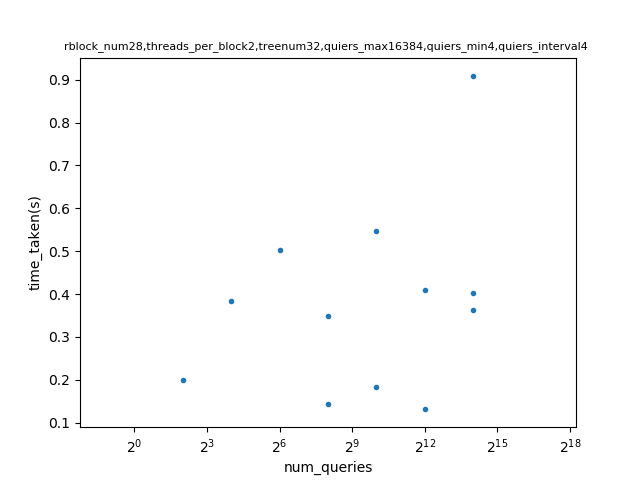 rblock_num28,threads_per_block2,treenum32,quiers_max16384,quiers_min4,quiers_interval4
0.9
0.8
0.7
0.6
0.5
0.4
0.3
0.2
0.1
time_taken(s)
2^0 2^3 2^6 2^9 2^12 2^15 2^18
num_queries